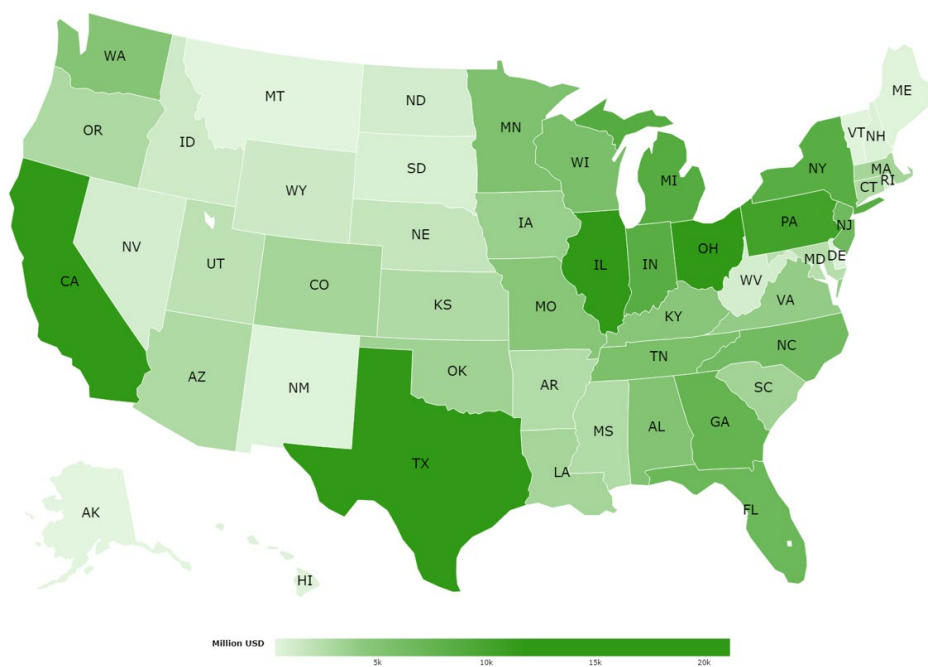 WA
ME
MT
ND
VT
NH
OR
MN
ID
SD
WI
NY
MA
WY
MI
CT
RI
IA
NE
PA
NJ
NV
OH
UT
IL
IN
MD
DE
CA
CO
WV
KS
MO
VA
KY
NC
TN
OK
AZ
NM
AR
SC
MS
AL
GA
TX
LA
FL
AK
HI
Million USD
5k
10k
15k
20k